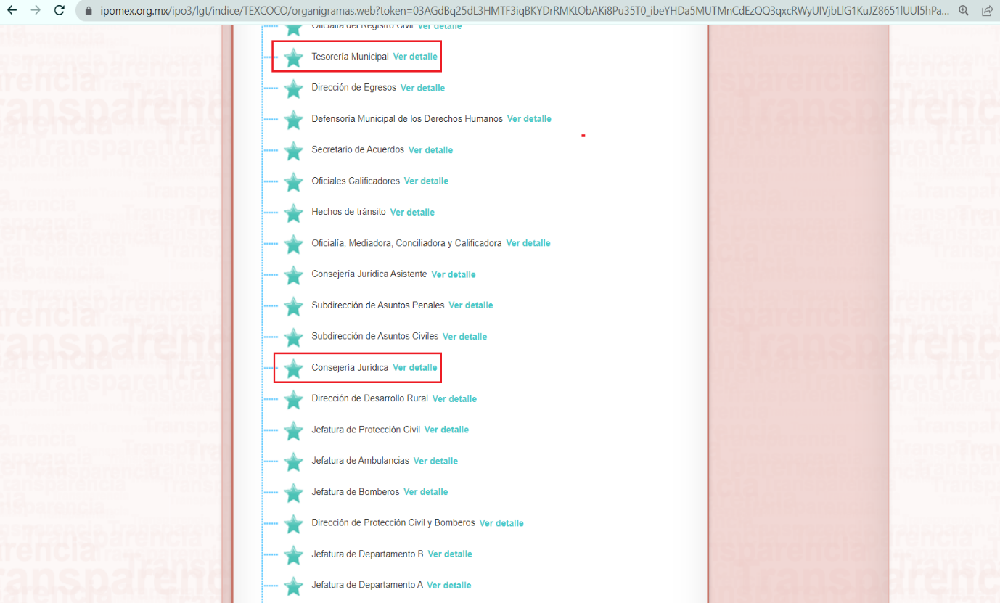 ipomex.org.mx/ipo3/lgt/indice/TEXCOCO/organigramas.web?token=03AGdBq25dL3HMTF3iqBKYDrRMKtObAKi8Pu35T0_ibeYHDa5MUTMnCdEzQQ3qxcRWyUIVjbLlG1KuJZ8651lUUl5hPa...
Oficialía del Registro Civil Ver detalle
Tesorería Municipal Ver detalle
Dirección de Egresos Ver detalle
Defensoría Municipal de los Derechos Humanos Ver detalle
Secretario de Acuerdos Ver detalle
Oficiales Calificadores Ver detalle
Hechos de tránsito Ver detalle
Oficialía, Mediadora, Conciliadora y Calificadora Ver detalle
Consejería Jurídica Asistente Ver detalle
Subdirección de Asuntos Penales Ver detalle
Subdirección de Asuntos Civiles Ver detalle
Consejería Jurídica Ver detalle
Dirección de Desarrollo Rural Ver detalle
Jefatura de Protección Civil Ver detalle
Jefatura de Ambulancias Ver detalle
Jefatura de Bomberos Ver detalle
Dirección de Protección Civil y Bomberos Ver detalle
Jefatura de Departamento B Ver detalle
Jefatura de Departamento A Ver detalle